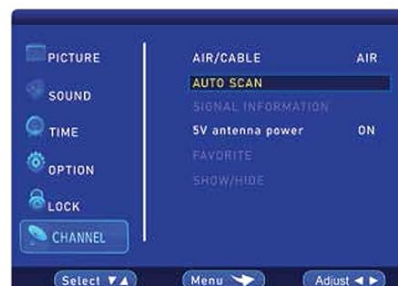 PICTURE
SOUND
TIME
OPTION
LOCK
CHANNEL
AIR/CABLE AIR
AUTO SCAN
SIGNAL INFORMATION
5V antenna power ON
FAVORITE
SHOW/HIDE
Select ▼▲ Menu Adjust ◄ ►